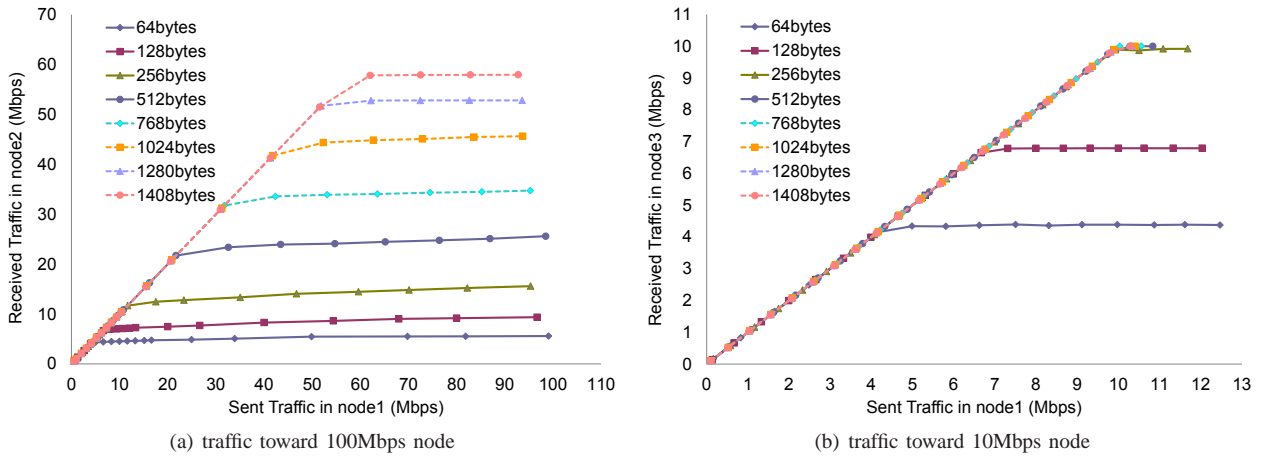 70
60
50
40
30
20
10
0
Received Traffic in node2 (Mbps)
64bytes
128bytes
256bytes
512bytes
768bytes
1024bytes
1280bytes
1408bytes
0 10 20 30 40 50 60 70 80 90 100 110
Sent Traffic in node1 (Mbps)
(a) traffic toward 100Mbps node
11
10
9
8
7
6
5
4
3
2
1
0
Received Traffic in node3 (Mbps)
64bytes
128bytes
256bytes
512bytes
768bytes
1024bytes
1280bytes
1408bytes
0 1 2 3 4 5 6 7 8 9 10 11 12 13
Sent Traffic in node1 (Mbps)
(b) traffic toward 10Mbps node